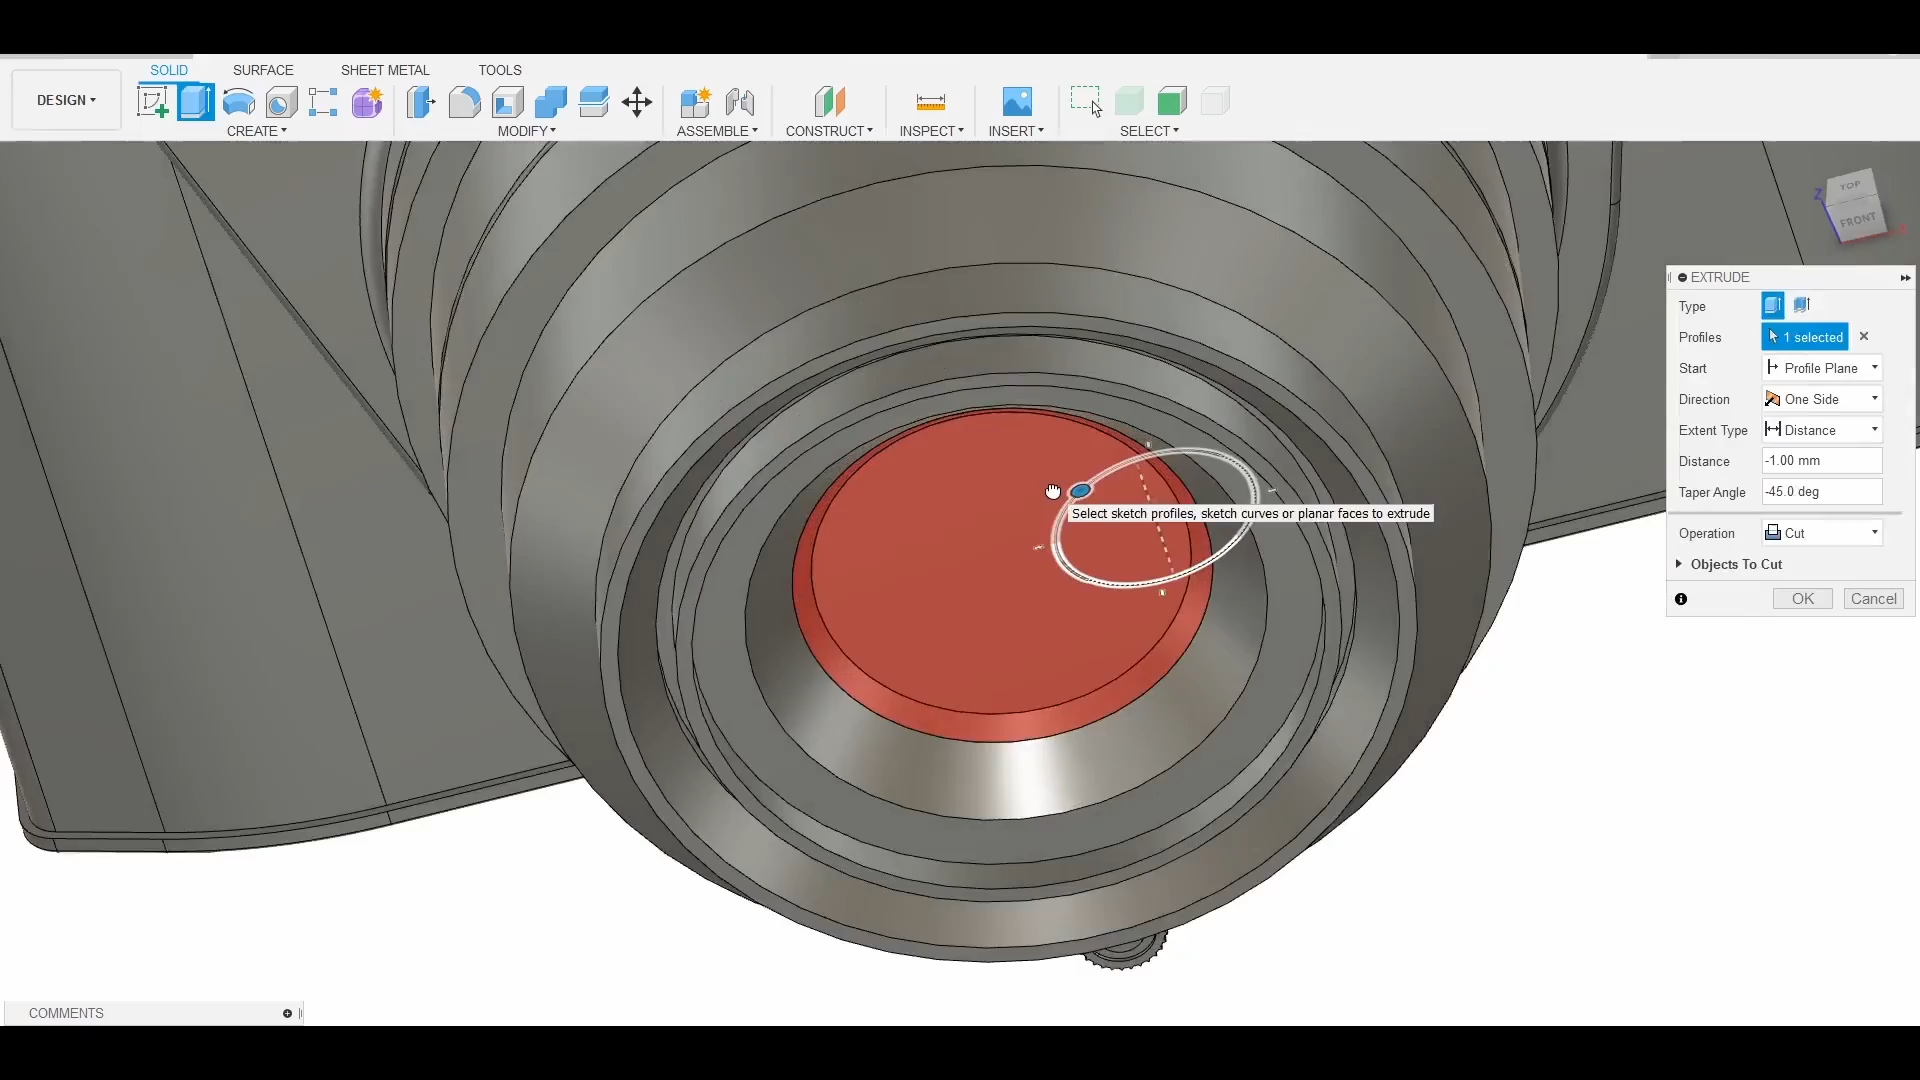 SOLID SURFACE SHEET METAL TOOLS
DESIGN
CREATE MODIFY ASSEMBLE CONSTRUCT INSPECT INSERT SELECT
TOP
Z
FRONT
X
EXTRUDE
Type
Profiles 1 selected
Start Profile Plane
Direction One Side
Extent Type Distance
Distance -1.00 mm
Select sketch profiles, sketch curves or planar faces to extrude
Taper Angle -45.0 deg
Operation Cut
Objects To Cut
OK Cancel
COMMENTS